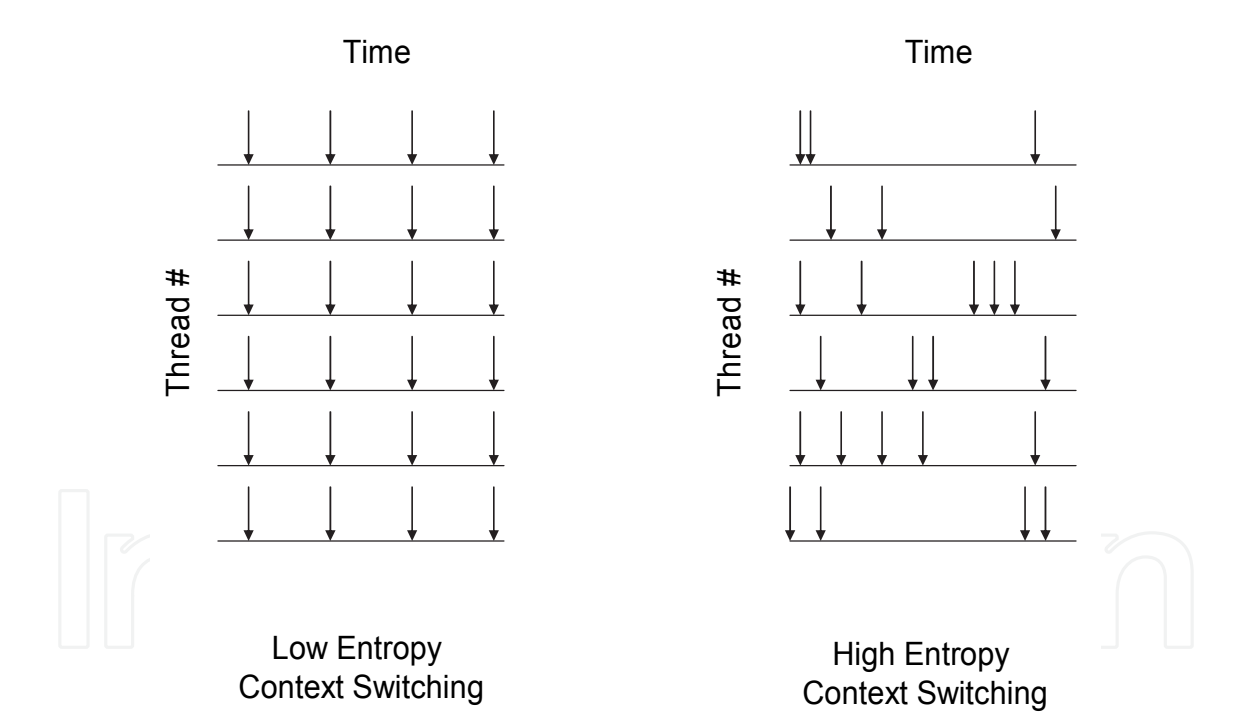 Time
Time
Thread #
Thread #
Low Entropy
Context Switching
High Entropy
Context Switching